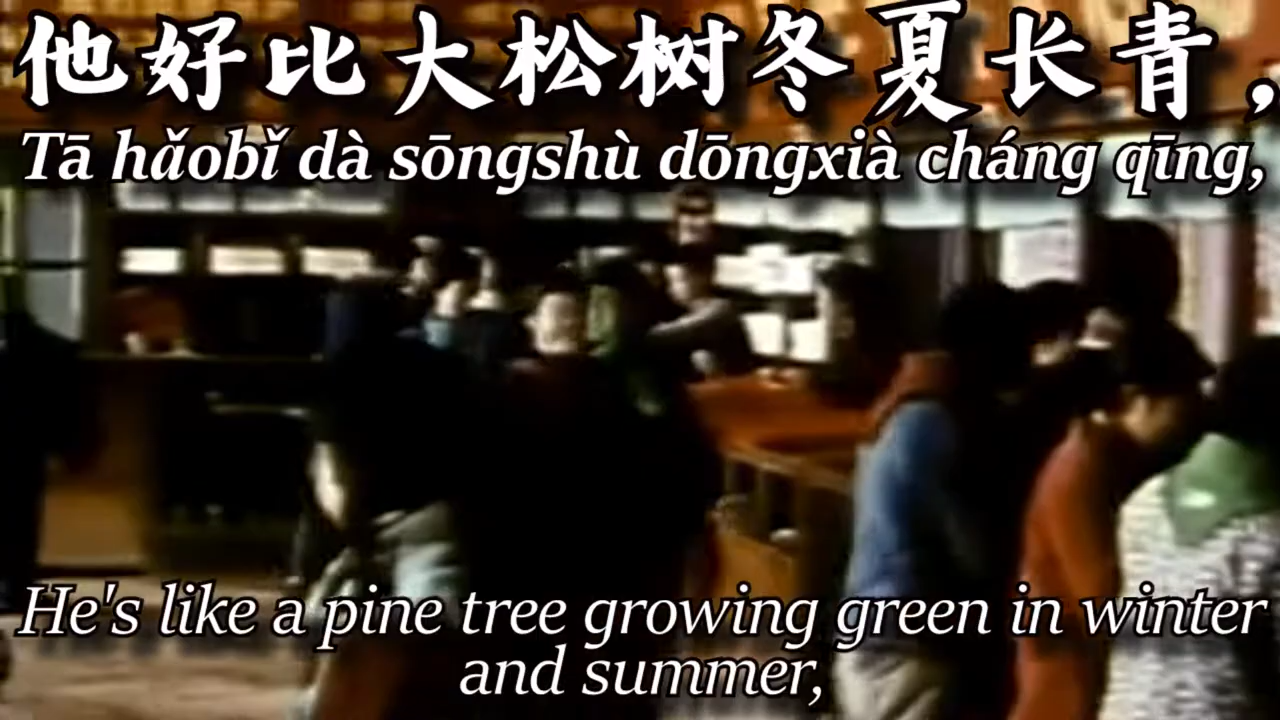 他好比大松树冬夏长青，
Tā hǎobǐ dà sōngshù dōngxià cháng qīng,
He's like a pine tree growing green in winter
and summer,